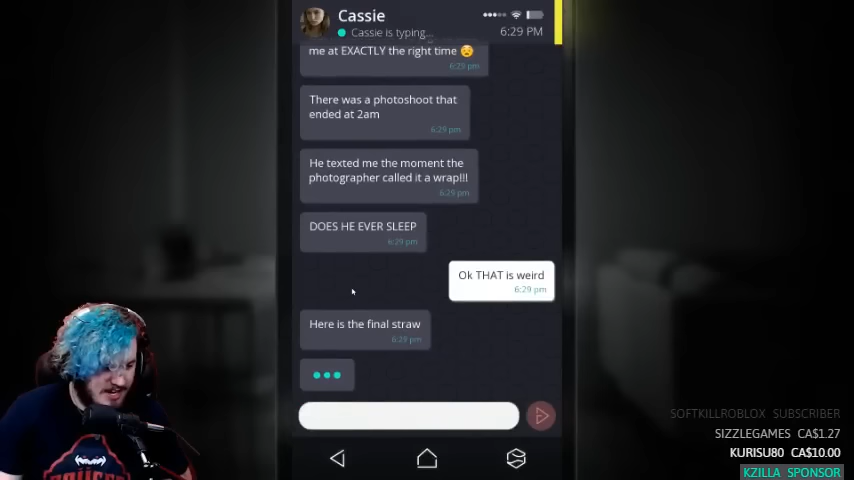 Cassie
Cassie is typing...
6:29 PM
me at EXACTLY the right time
6:29 pm
There was a photoshoot that
ended at 2am
6:29 pm
He texted me the moment the
photographer called it a wrap!!!
6:29 pm
DOES HE EVER SLEEP
6:29 pm
Ok THAT is weird
6:29 pm
Here is the final straw
6:29 pm
SOFTKILLROBLOX SUBSCRIBER
SIZZLEGAMES CA$1.27
KURISU80 CA$10.00
KZILLA SPONSOR